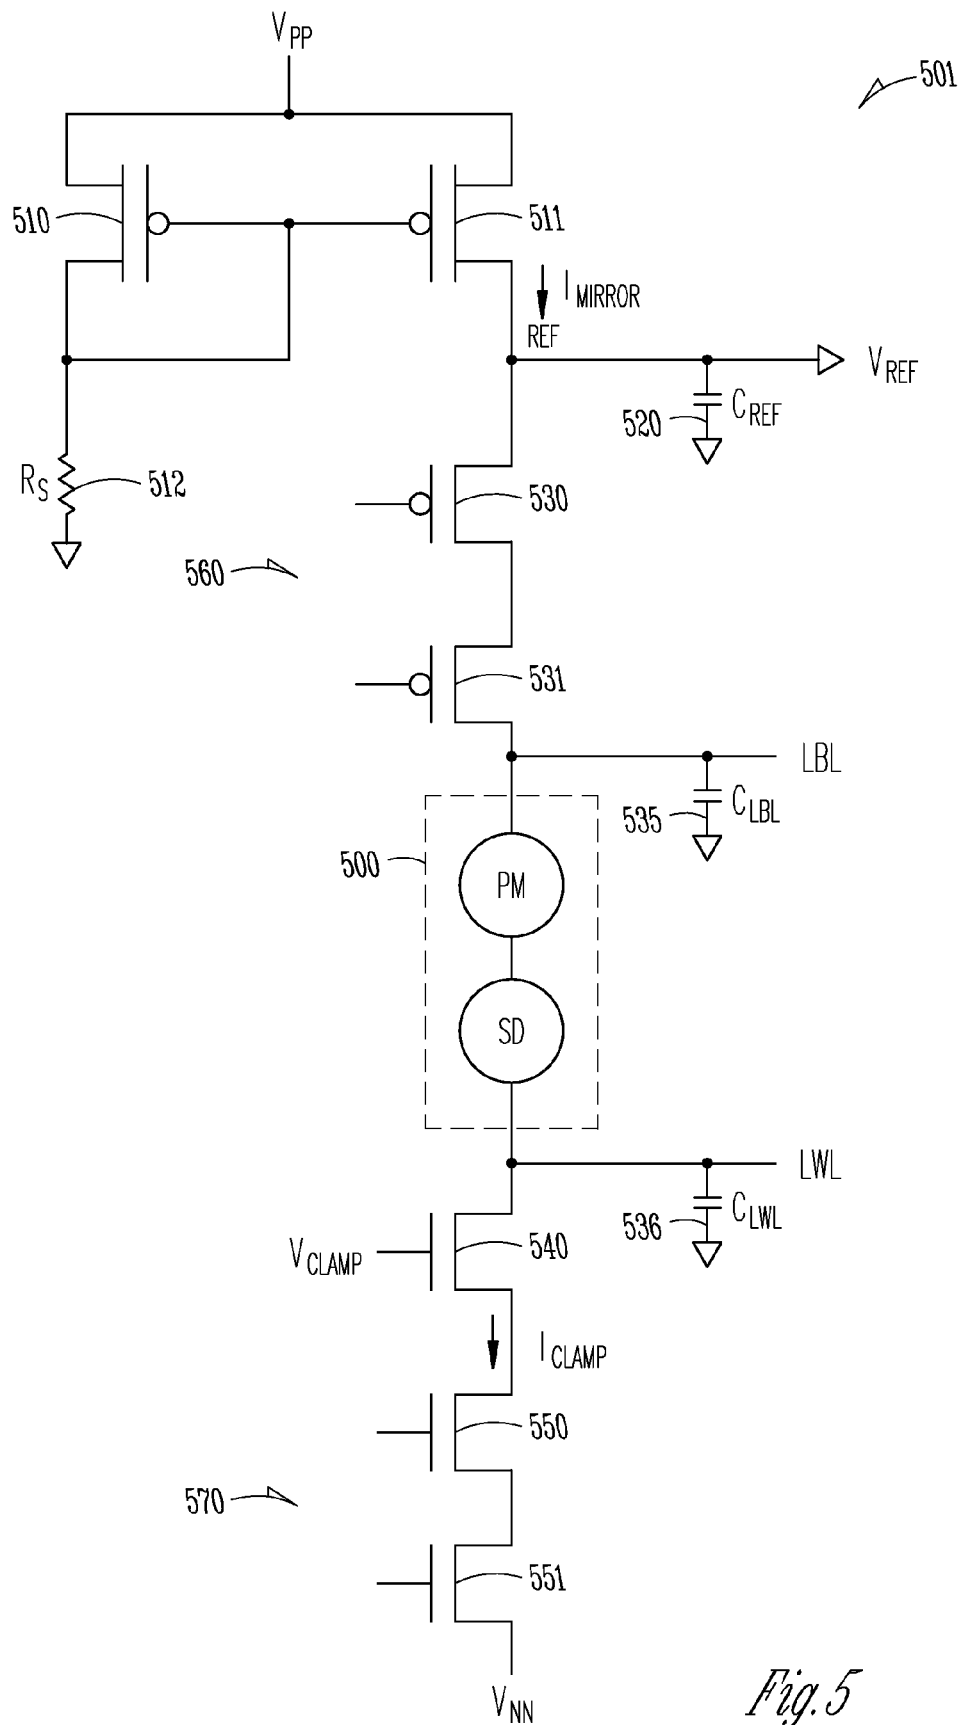 VPP
501
510
511
IMIRROR
REF
VREF
CREF
520
RS
512
530
560
531
LBL
CLBL
535
500
PM
SD
LWL
CLWL
536
VCLAMP
540
ICLAMP
550
570
551
VNN
Fig. 5